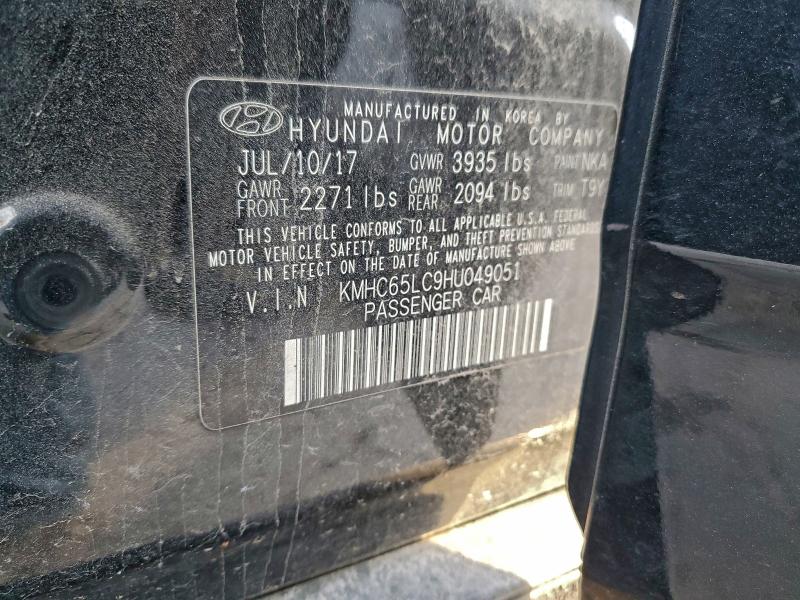 MANUFACTURED IN KOREA BY
HYUNDAI MOTOR COMPANY
JUL/10/17 GVWR 3935 lbs PAINT NKA
GAWR FRONT 2271 lbs GAWR REAR 2094 lbs TRIM T9Y
THIS VEHICLE CONFORMS TO ALL APPLICABLE U.S.A. FEDERAL
MOTOR VEHICLE SAFETY, BUMPER, AND THEFT PREVENTION STANDARDS
IN EFFECT ON THE DATE OF MANUFACTURE SHOWN ABOVE
V.I.N KMHC65LC9HU049051
PASSENGER CAR